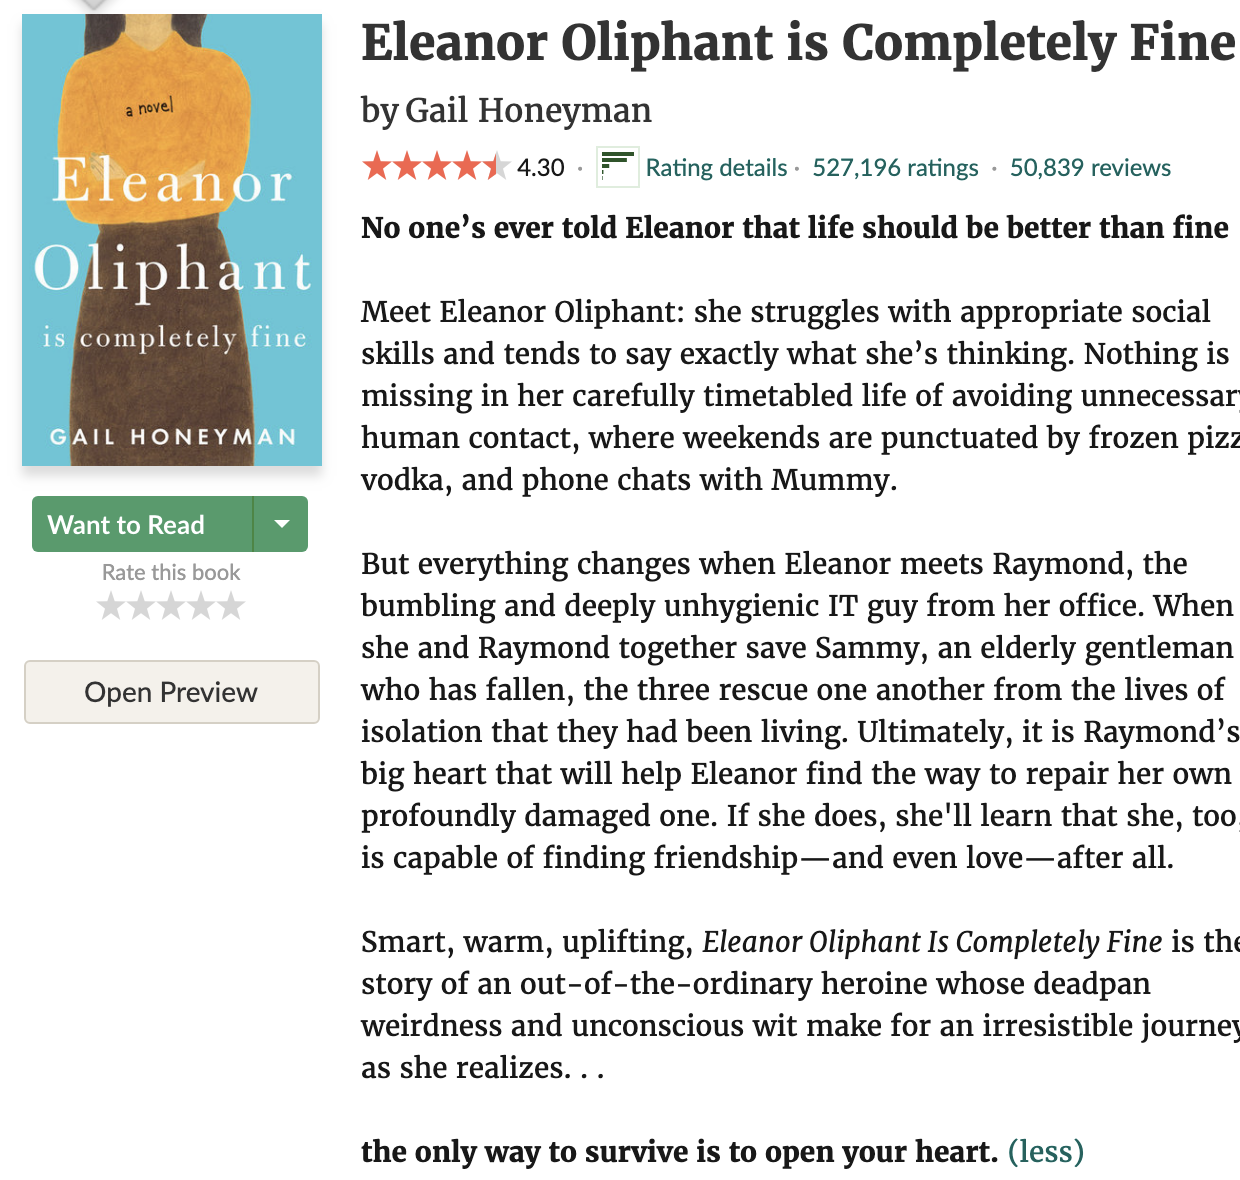 Eleanor Oliphant is Completely Fine
by Gail Honeyman
4.30 · Rating details · 527,196 ratings · 50,839 reviews
No one’s ever told Eleanor that life should be better than fine
Meet Eleanor Oliphant: she struggles with appropriate social
skills and tends to say exactly what she’s thinking. Nothing is
missing in her carefully timetabled life of avoiding unnecessar
human contact, where weekends are punctuated by frozen pizz
vodka, and phone chats with Mummy.
But everything changes when Eleanor meets Raymond, the
bumbling and deeply unhygienic IT guy from her office. When
she and Raymond together save Sammy, an elderly gentleman
who has fallen, the three rescue one another from the lives of
isolation that they had been living. Ultimately, it is Raymond’s
big heart that will help Eleanor find the way to repair her own
profoundly damaged one. If she does, she'll learn that she, too,
is capable of finding friendship—and even love—after all.
Smart, warm, uplifting, Eleanor Oliphant Is Completely Fine is the
story of an out-of-the-ordinary heroine whose deadpan
weirdness and unconscious wit make for an irresistible journey
as she realizes. . .
the only way to survive is to open your heart. (less)
a novel
Eleanor
Oliphant
is completely fine
GAIL HONEYMAN
Want to Read
Rate this book
Open Preview